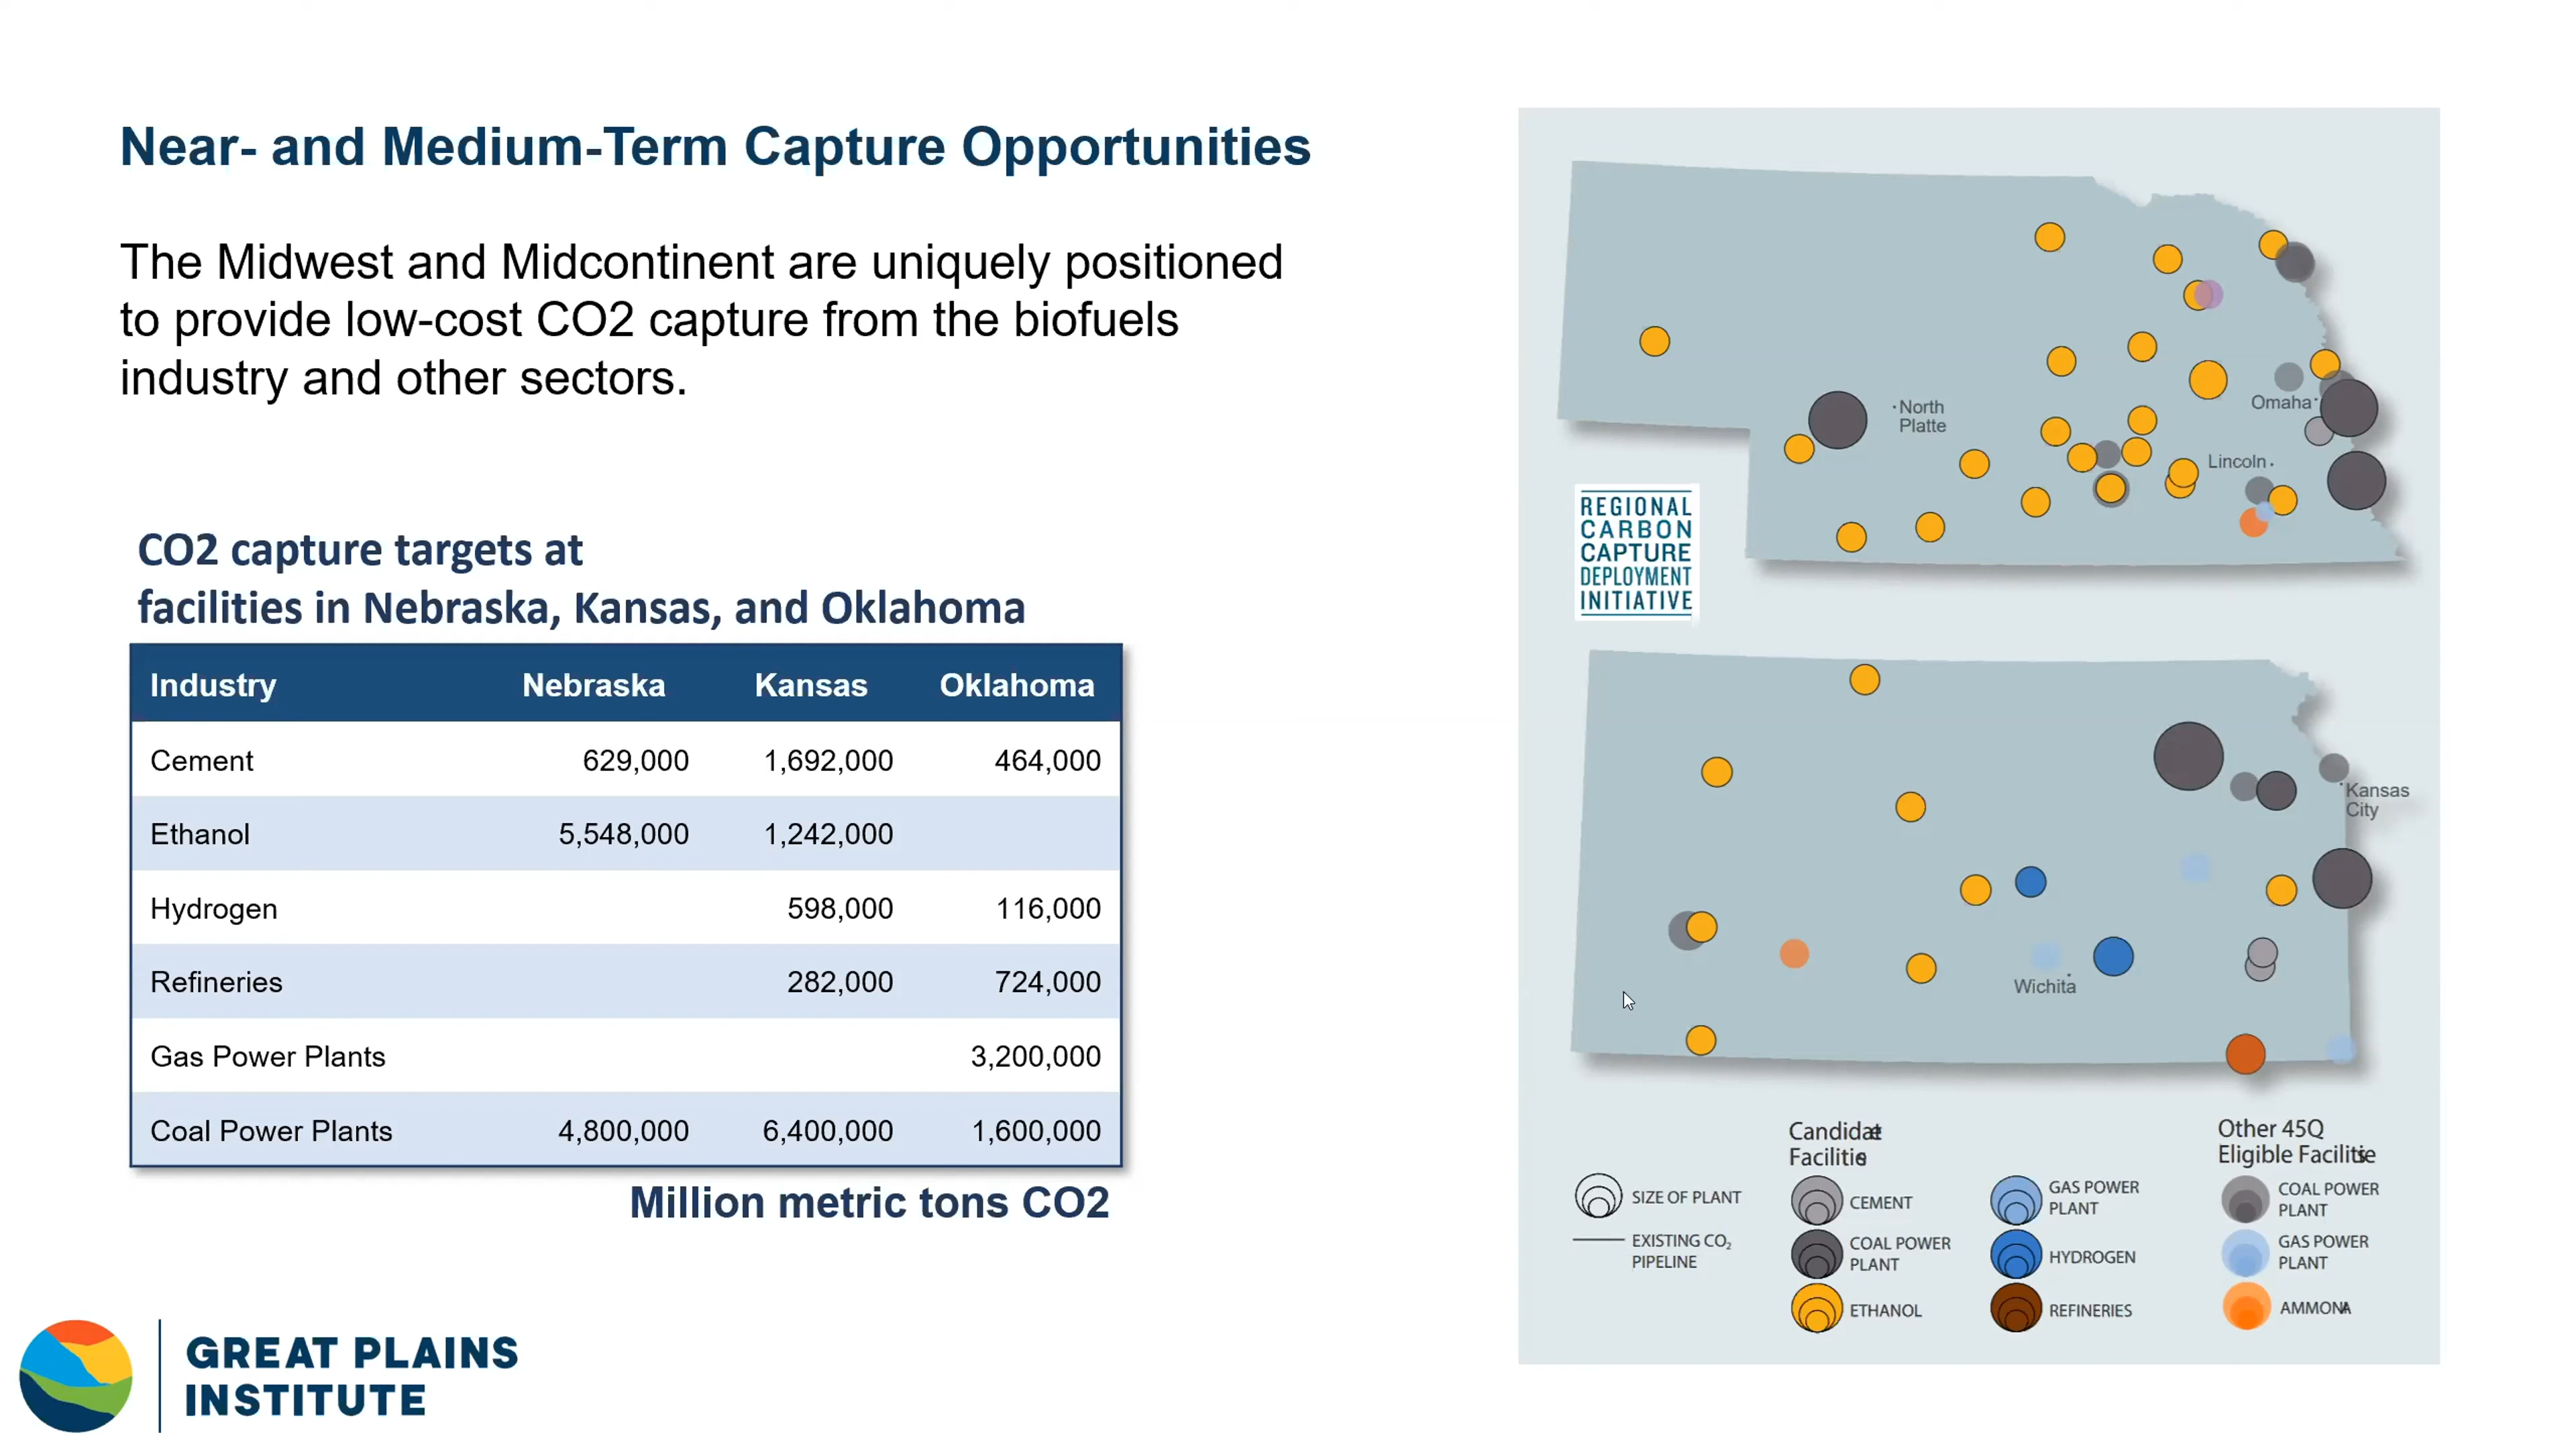 Near- and Medium-Term Capture Opportunities
The Midwest and Midcontinent are uniquely positioned
to provide low-cost CO2 capture from the biofuels
industry and other sectors.
CO2 capture targets at
facilities in Nebraska, Kansas, and Oklahoma
Industry Nebraska Kansas Oklahoma
Cement 629,000 1,692,000 464,000
Ethanol 5,548,000 1,242,000
Hydrogen 598,000 116,000
Refineries 282,000 724,000
Gas Power Plants 3,200,000
Coal Power Plants 4,800,000 6,400,000 1,600,000
Million metric tons CO2
GREAT PLAINS
INSTITUTE
North
Platte
Omaha
Lincoln
REGIONAL
CARBON
CAPTURE
DEPLOYMENT
INITIATIVE
Kansas
City
Wichita
SIZE OF PLANT
EXISTING CO₂
PIPELINE
Candidate
Facilities
CEMENT
COAL POWER
PLANT
ETHANOL
GAS POWER
PLANT
HYDROGEN
REFINERIES
Other 45Q
Eligible Facilitise
COAL POWER
PLANT
GAS POWER
PLANT
AMMONIA